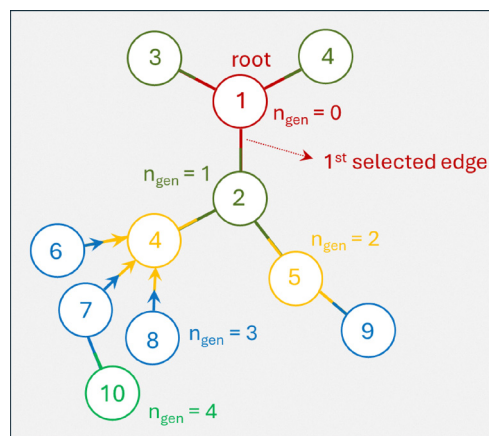 3
4
root
1
n_gen = 0
1st selected edge
n_gen = 1
2
4
n_gen = 2
6
5
7
8
9
n_gen = 3
10
n_gen = 4